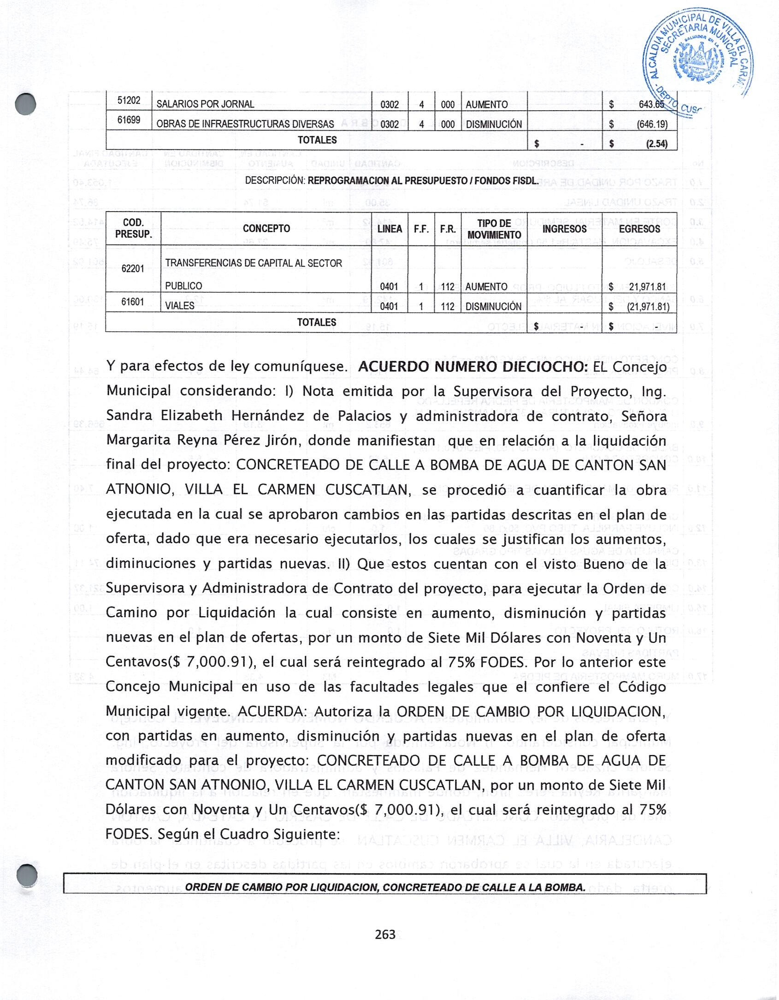 ALCALDIA MUNICIPAL DE VILLA EL CARM
SECRETARIA MUNICIPAL
REPUBLICA DE EL SALVADOR EN LA AMERICA CENTRAL
DEPTO CUSC
51202 SALARIOS POR JORNAL 0302 4 000 AUMENTO $ 643.65
61699 OBRAS DE INFRAESTRUCTURAS DIVERSAS 0302 4 000 DISMINUCIÓN $ (646.19)
TOTALES $ - $ (2.54)
DESCRIPCIÓN: REPROGRAMACION AL PRESUPUESTO / FONDOS FISDL.
COD. PRESUP. CONCEPTO LINEA F.F. F.R. TIPO DE MOVIMIENTO INGRESOS EGRESOS
62201 TRANSFERENCIAS DE CAPITAL AL SECTOR
PUBLICO 0401 1 112 AUMENTO $ 21,971.81
61601 VIALES 0401 1 112 DISMINUCIÓN $ (21,971.81)
TOTALES $ - $ -
Y para efectos de ley comuníquese. ACUERDO NUMERO DIECIOCHO: EL Concejo
Municipal considerando: I) Nota emitida por la Supervisora del Proyecto, Ing.
Sandra Elizabeth Hernández de Palacios y administradora de contrato, Señora
Margarita Reyna Pérez Jirón, donde manifiestan que en relación a la liquidación
final del proyecto: CONCRETEADO DE CALLE A BOMBA DE AGUA DE CANTON SAN
ATNONIO, VILLA EL CARMEN CUSCATLAN, se procedió a cuantificar la obra
ejecutada en la cual se aprobaron cambios en las partidas descritas en el plan de
oferta, dado que era necesario ejecutarlos, los cuales se justifican los aumentos,
diminuciones y partidas nuevas. II) Que estos cuentan con el visto Bueno de la
Supervisora y Administradora de Contrato del proyecto, para ejecutar la Orden de
Camino por Liquidación la cual consiste en aumento, disminución y partidas
nuevas en el plan de ofertas, por un monto de Siete Mil Dólares con Noventa y Un
Centavos($ 7,000.91), el cual será reintegrado al 75% FODES. Por lo anterior este
Concejo Municipal en uso de las facultades legales que el confiere el Código
Municipal vigente. ACUERDA: Autoriza la ORDEN DE CAMBIO POR LIQUIDACION,
con partidas en aumento, disminución y partidas nuevas en el plan de oferta
modificado para el proyecto: CONCRETEADO DE CALLE A BOMBA DE AGUA DE
CANTON SAN ATNONIO, VILLA EL CARMEN CUSCATLAN, por un monto de Siete Mil
Dólares con Noventa y Un Centavos($ 7,000.91), el cual será reintegrado al 75%
FODES. Según el Cuadro Siguiente:
ORDEN DE CAMBIO POR LIQUIDACION, CONCRETEADO DE CALLE A LA BOMBA.
263